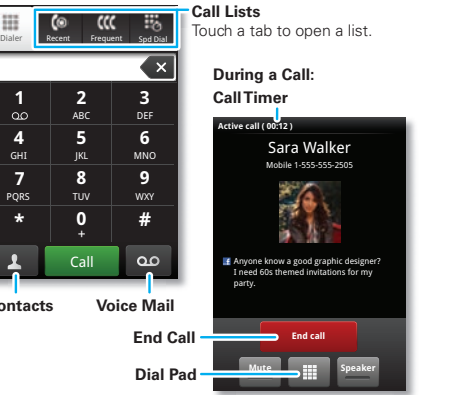 Call Lists
Touch a tab to open a list.
Dialer
Recent
Frequent
Spd Dial
During a Call:
Call Timer
1
2
ABC
3
DEF
4
GHI
5
JKL
6
MNO
7
PQRS
8
TUV
9
WXY
*
0
+
#
Call
ontacts
Voice Mail
Active call ( 00:12 )
Sara Walker
Mobile 1-555-555-2505
Anyone know a good graphic designer?
I need 60s themed invitations for my
party.
End Call
End call
Dial Pad
Mute
Speaker